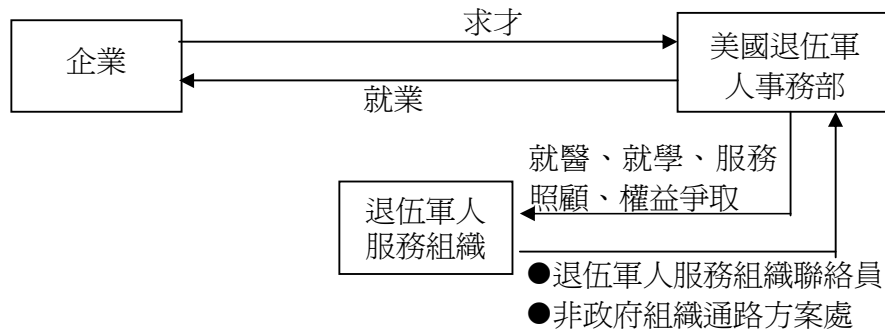 求才
企業
美國退伍軍
人事務部
就業
就醫、就學、服務
照顧、權益爭取
退伍軍人
服務組織
●退伍軍人服務組織聯絡員
●非政府組織通路方案處